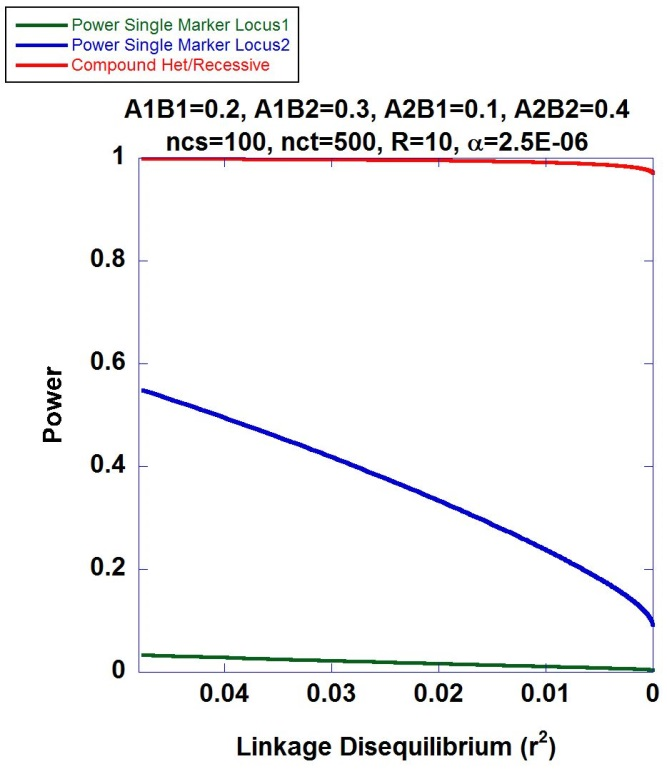 Power Single Marker Locus1
Power Single Marker Locus2
Compound Het/Recessive
A1B1=0.2, A1B2=0.3, A2B1=0.1, A2B2=0.4
ncs=100, nct=500, R=10, α=2.5E-06
1
0.8
0.6
0.4
0.2
0
Power
0.04 0.03 0.02 0.01 0
Linkage Disequilibrium (r²)